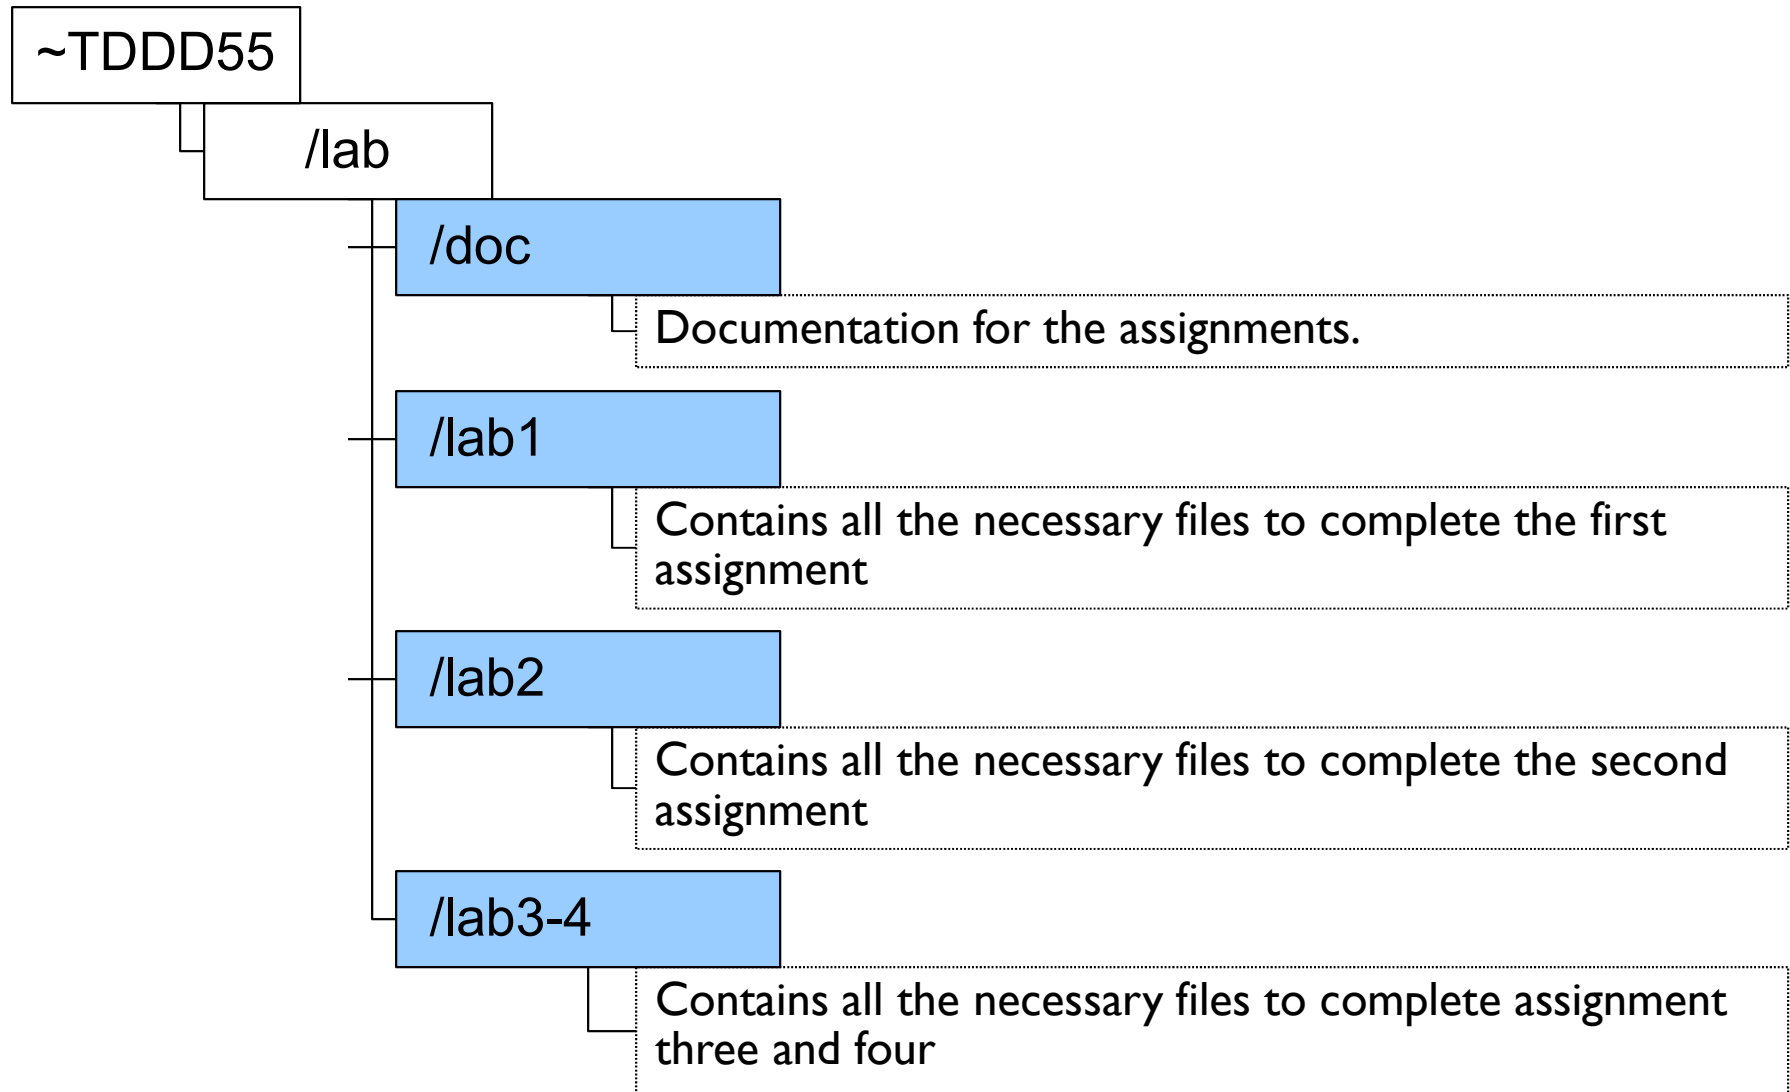 ~TDDD55
/lab
/doc
Documentation for the assignments.
/lab1
Contains all the necessary files to complete the first
assignment
/lab2
Contains all the necessary files to complete the second
assignment
/lab3-4
Contains all the necessary files to complete assignment
three and four